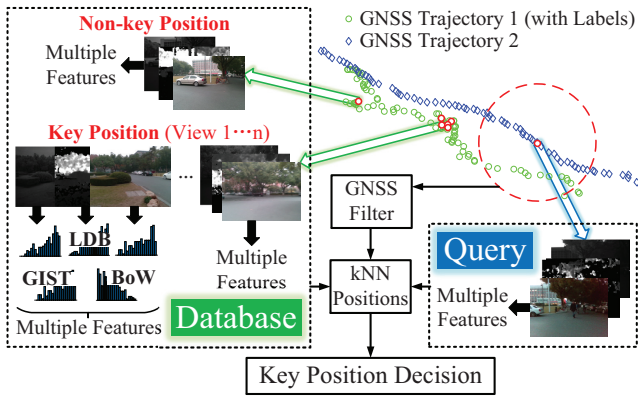 Non-key Position
Multiple
Features
GNSS Trajectory 1 (with Labels)
GNSS Trajectory 2
Key Position (View 1···n)
...
LDB
GIST
BoW
Multiple Features
Multiple
Features
Database
GNSS
Filter
kNN
Positions
Query
Multiple
Features
Key Position Decision